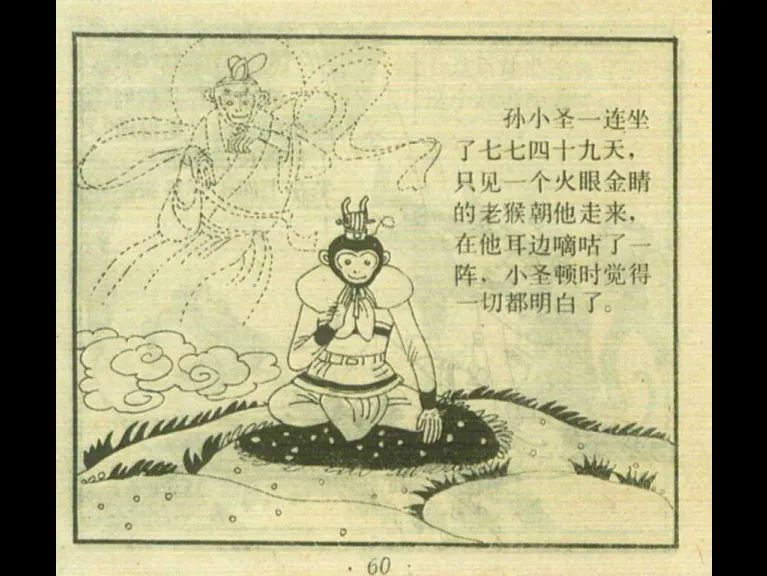 孙小圣一连坐
了七七四十九天，
只见一个火眼金睛
的老猴朝他走来，
在他耳边嘀咕了一
阵，小圣顿时觉得
一切都明白了。
· 60 ·